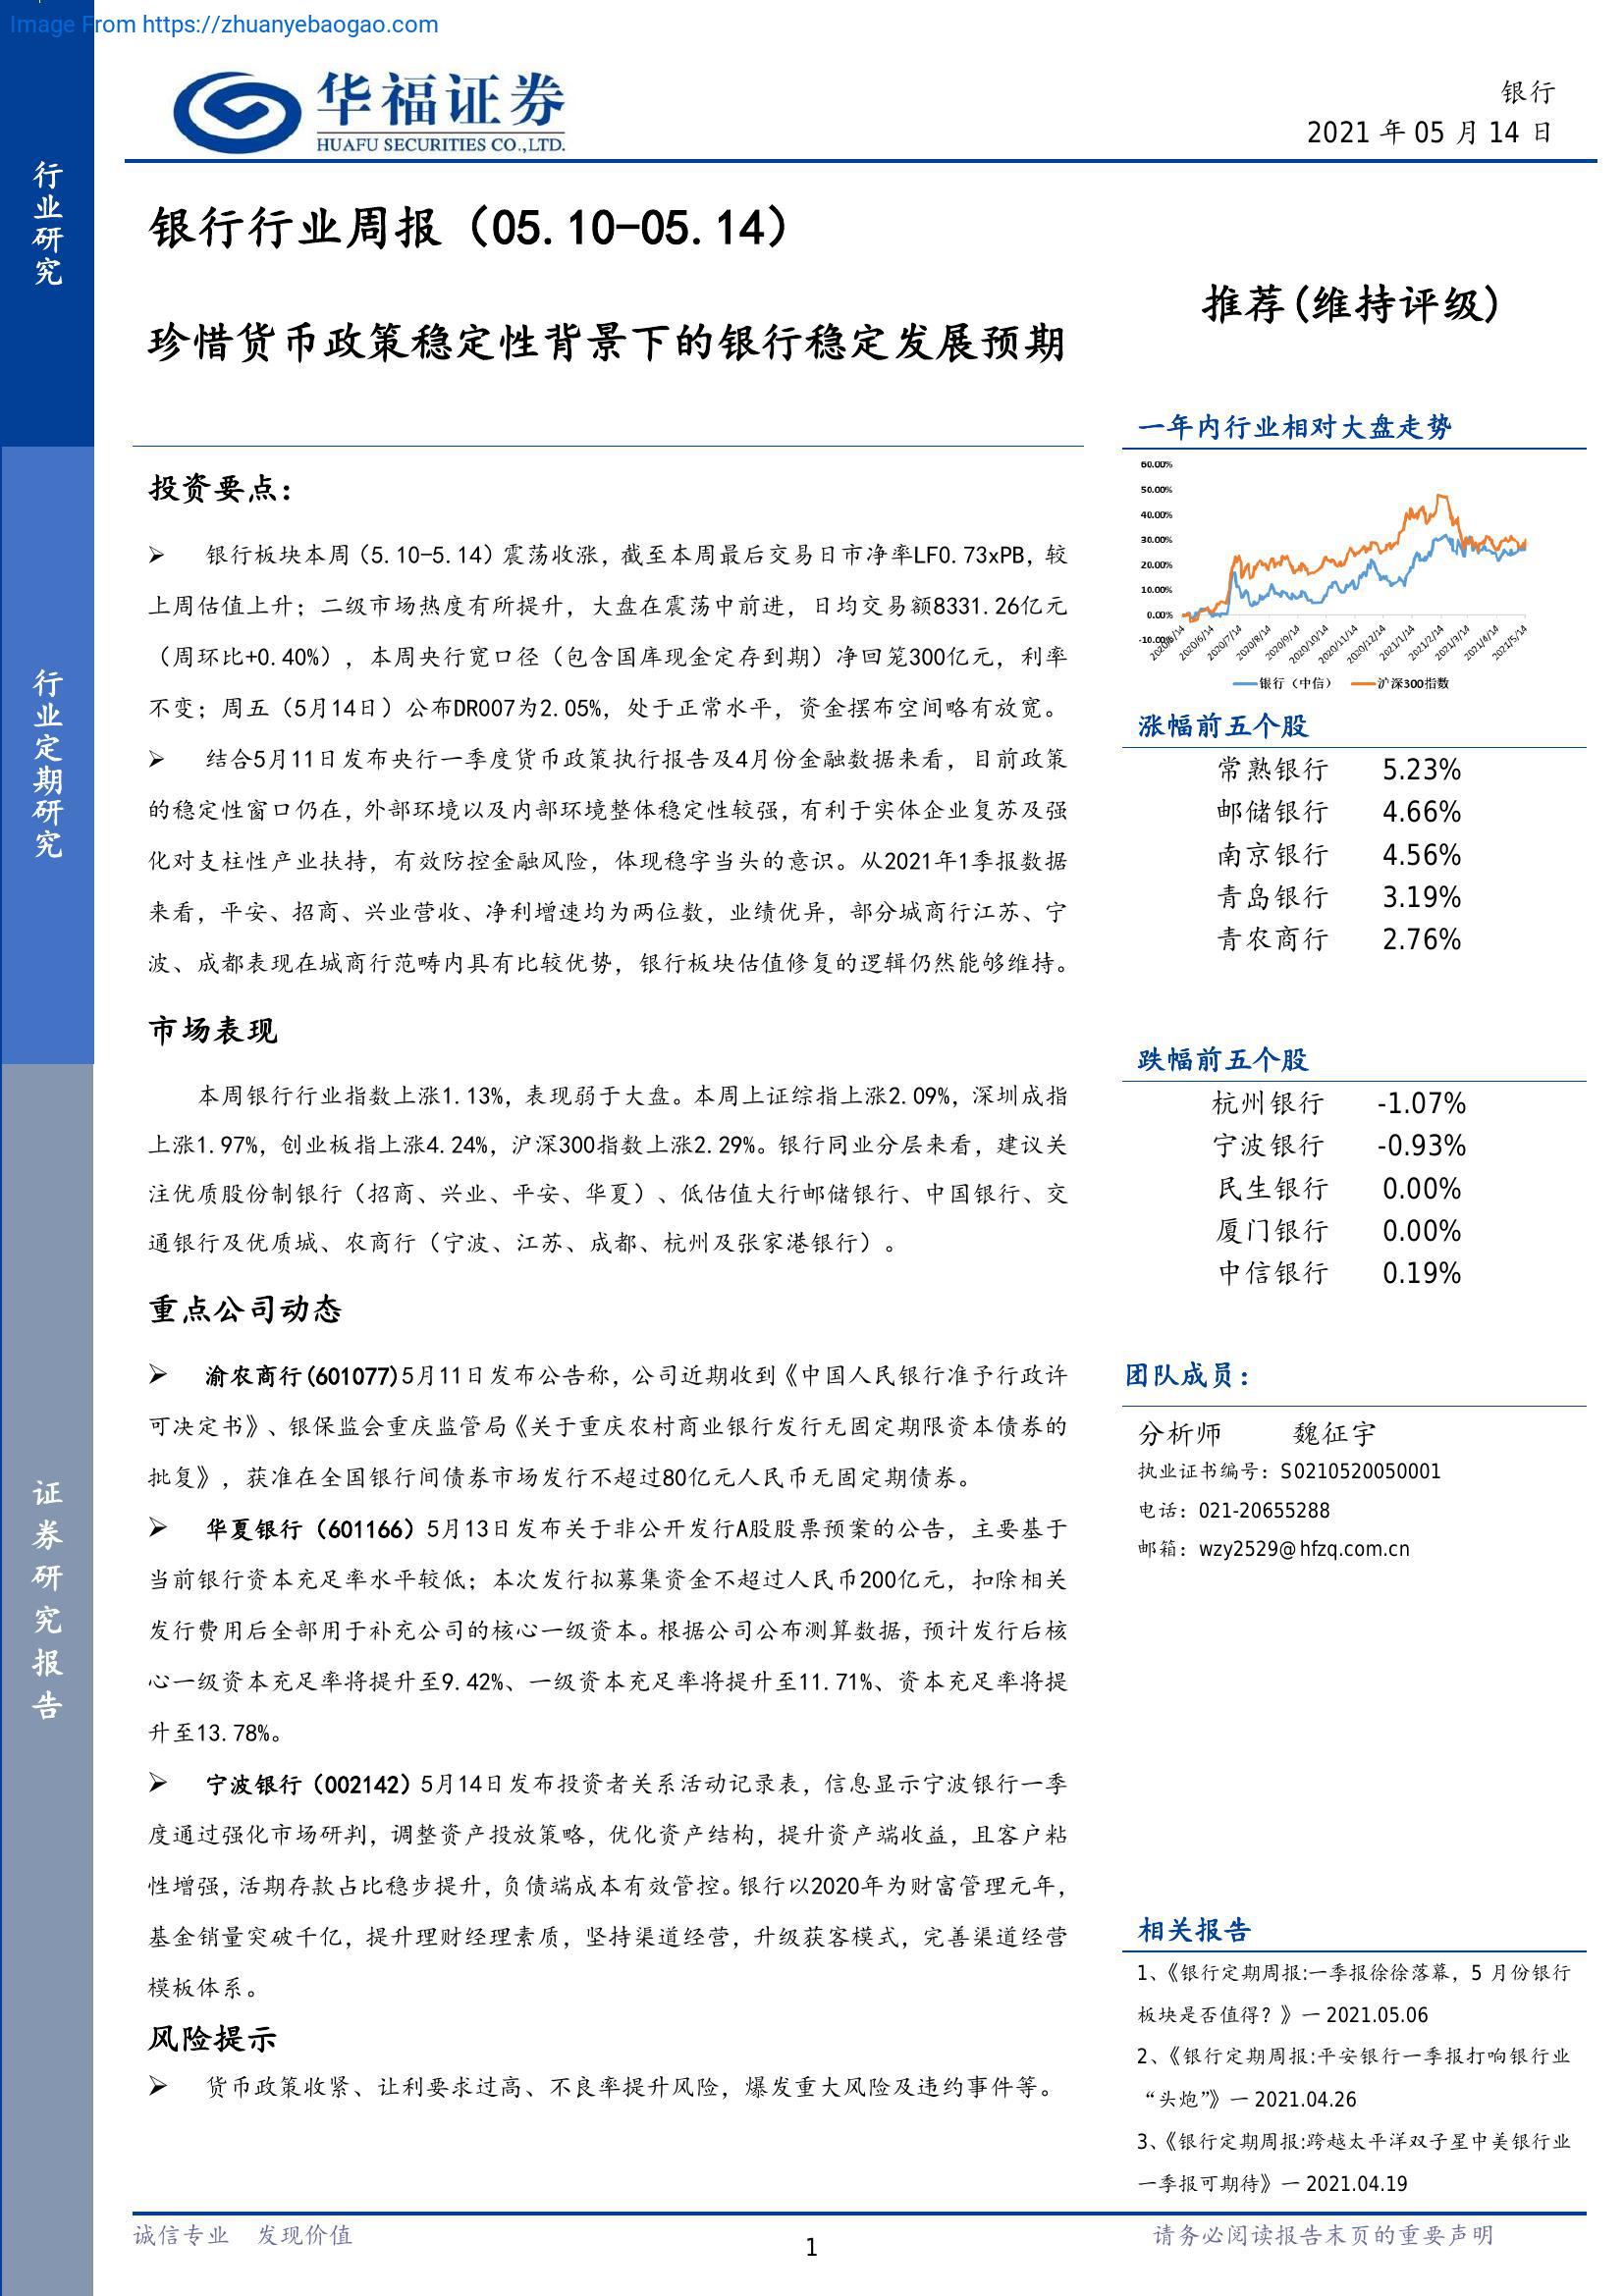 Image From https://zhuanyebaogao.com
华福证券
HUAFU SECURITIES CO.,LTD.
银行
2021 年 05 月 14 日
行业研究
行业定期研究
证券研究报告
银行行业周报（05.10-05.14）
珍惜货币政策稳定性背景下的银行稳定发展预期
投资要点：
➢ 银行板块本周（5.10-5.14）震荡收涨，截至本周最后交易日市净率LF0.73xPB，较
上周估值上升；二级市场热度有所提升，大盘在震荡中前进，日均交易额8331.26亿元
（周环比+0.40%），本周央行宽口径（包含国库现金定存到期）净回笼300亿元，利率
不变；周五（5月14日）公布DR007为2.05%，处于正常水平，资金摆布空间略有放宽。
➢ 结合5月11日发布央行一季度货币政策执行报告及4月份金融数据来看，目前政策
的稳定性窗口仍在，外部环境以及内部环境整体稳定性较强，有利于实体企业复苏及强
化对支柱性产业扶持，有效防控金融风险，体现稳字当头的意识。从2021年1季报数据
来看，平安、招商、兴业营收、净利增速均为两位数，业绩优异，部分城商行江苏、宁
波、成都表现在城商行范畴内具有比较优势，银行板块估值修复的逻辑仍然能够维持。
市场表现
本周银行行业指数上涨1.13%，表现弱于大盘。本周上证综指上涨2.09%，深圳成指
上涨1.97%，创业板指上涨4.24%，沪深300指数上涨2.29%。银行同业分层来看，建议关
注优质股份制银行（招商、兴业、平安、华夏）、低估值大行邮储银行、中国银行、交
通银行及优质城、农商行（宁波、江苏、成都、杭州及张家港银行）。
重点公司动态
➢ 渝农商行(601077)5月11日发布公告称，公司近期收到《中国人民银行准予行政许
可决定书》、银保监会重庆监管局《关于重庆农村商业银行发行无固定期限资本债券的
批复》，获准在全国银行间债券市场发行不超过80亿元人民币无固定期债券。
➢ 华夏银行（601166）5月13日发布关于非公开发行A股股票预案的公告，主要基于
当前银行资本充足率水平较低；本次发行拟募集资金不超过人民币200亿元，扣除相关
发行费用后全部用于补充公司的核心一级资本。根据公司公布测算数据，预计发行后核
心一级资本充足率将提升至9.42%、一级资本充足率将提升至11.71%、资本充足率将提
升至13.78%。
➢ 宁波银行（002142）5月14日发布投资者关系活动记录表，信息显示宁波银行一季
度通过强化市场研判，调整资产投放策略，优化资产结构，提升资产端收益，且客户粘
性增强，活期存款占比稳步提升，负债端成本有效管控。银行以2020年为财富管理元年，
基金销量突破千亿，提升理财经理素质，坚持渠道经营，升级获客模式，完善渠道经营
模板体系。
风险提示
➢ 货币政策收紧、让利要求过高、不良率提升风险，爆发重大风险及违约事件等。
推荐(维持评级)
一年内行业相对大盘走势
60.00%
50.00%
40.00%
30.00%
20.00%
10.00%
0.00%
-10.00%
2020/5/14
2020/6/14
2020/7/14
2020/8/14
2020/9/14
2020/10/14
2020/11/14
2020/12/14
2021/1/14
2021/2/14
2021/3/14
2021/4/14
2021/5/14
银行（中信） 沪深300指数
涨幅前五个股
常熟银行 5.23%
邮储银行 4.66%
南京银行 4.56%
青岛银行 3.19%
青农商行 2.76%
跌幅前五个股
杭州银行 -1.07%
宁波银行 -0.93%
民生银行 0.00%
厦门银行 0.00%
中信银行 0.19%
团队成员：
分析师 魏征宇
执业证书编号：S0210520050001
电话：021-20655288
邮箱：wzy2529@hfzq.com.cn
相关报告
1、《银行定期周报:一季报徐徐落幕，5 月份银行
板块是否值得？》一 2021.05.06
2、《银行定期周报:平安银行一季报打响银行业
“头炮”》一 2021.04.26
3、《银行定期周报:跨越太平洋双子星中美银行业
一季报可期待》一 2021.04.19
诚信专业 发现价值
1
请务必阅读报告末页的重要声明